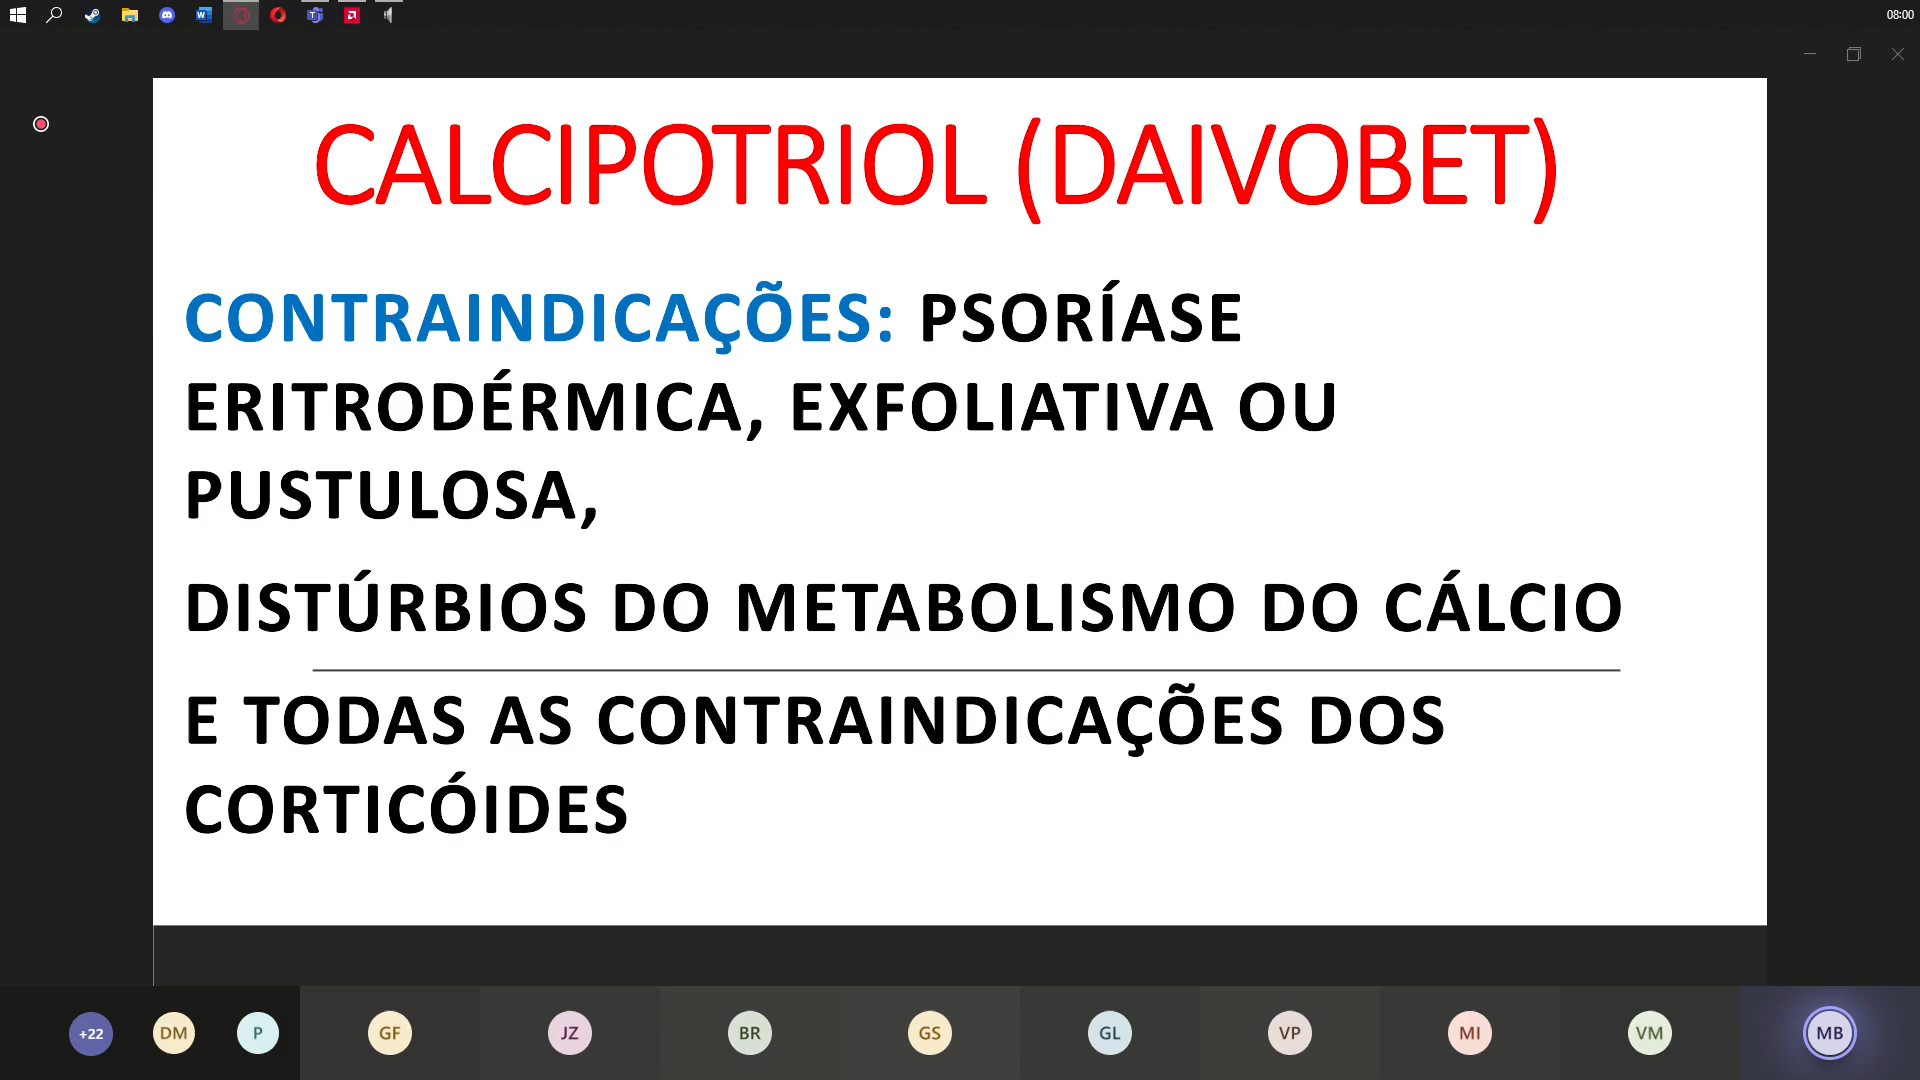 08:00
CALCIPOTRIOL (DAIVOBET)
CONTRAINDICAÇÕES: PSORÍASE
ERITRODÉRMICA, EXFOLIATIVA OU
PUSTULOSA,
DISTÚRBIOS DO METABOLISMO DO CÁLCIO
E TODAS AS CONTRAINDICAÇÕES DOS
CORTICÓIDES
+22 DM P GF JZ BR GS GL VP MI VM MB